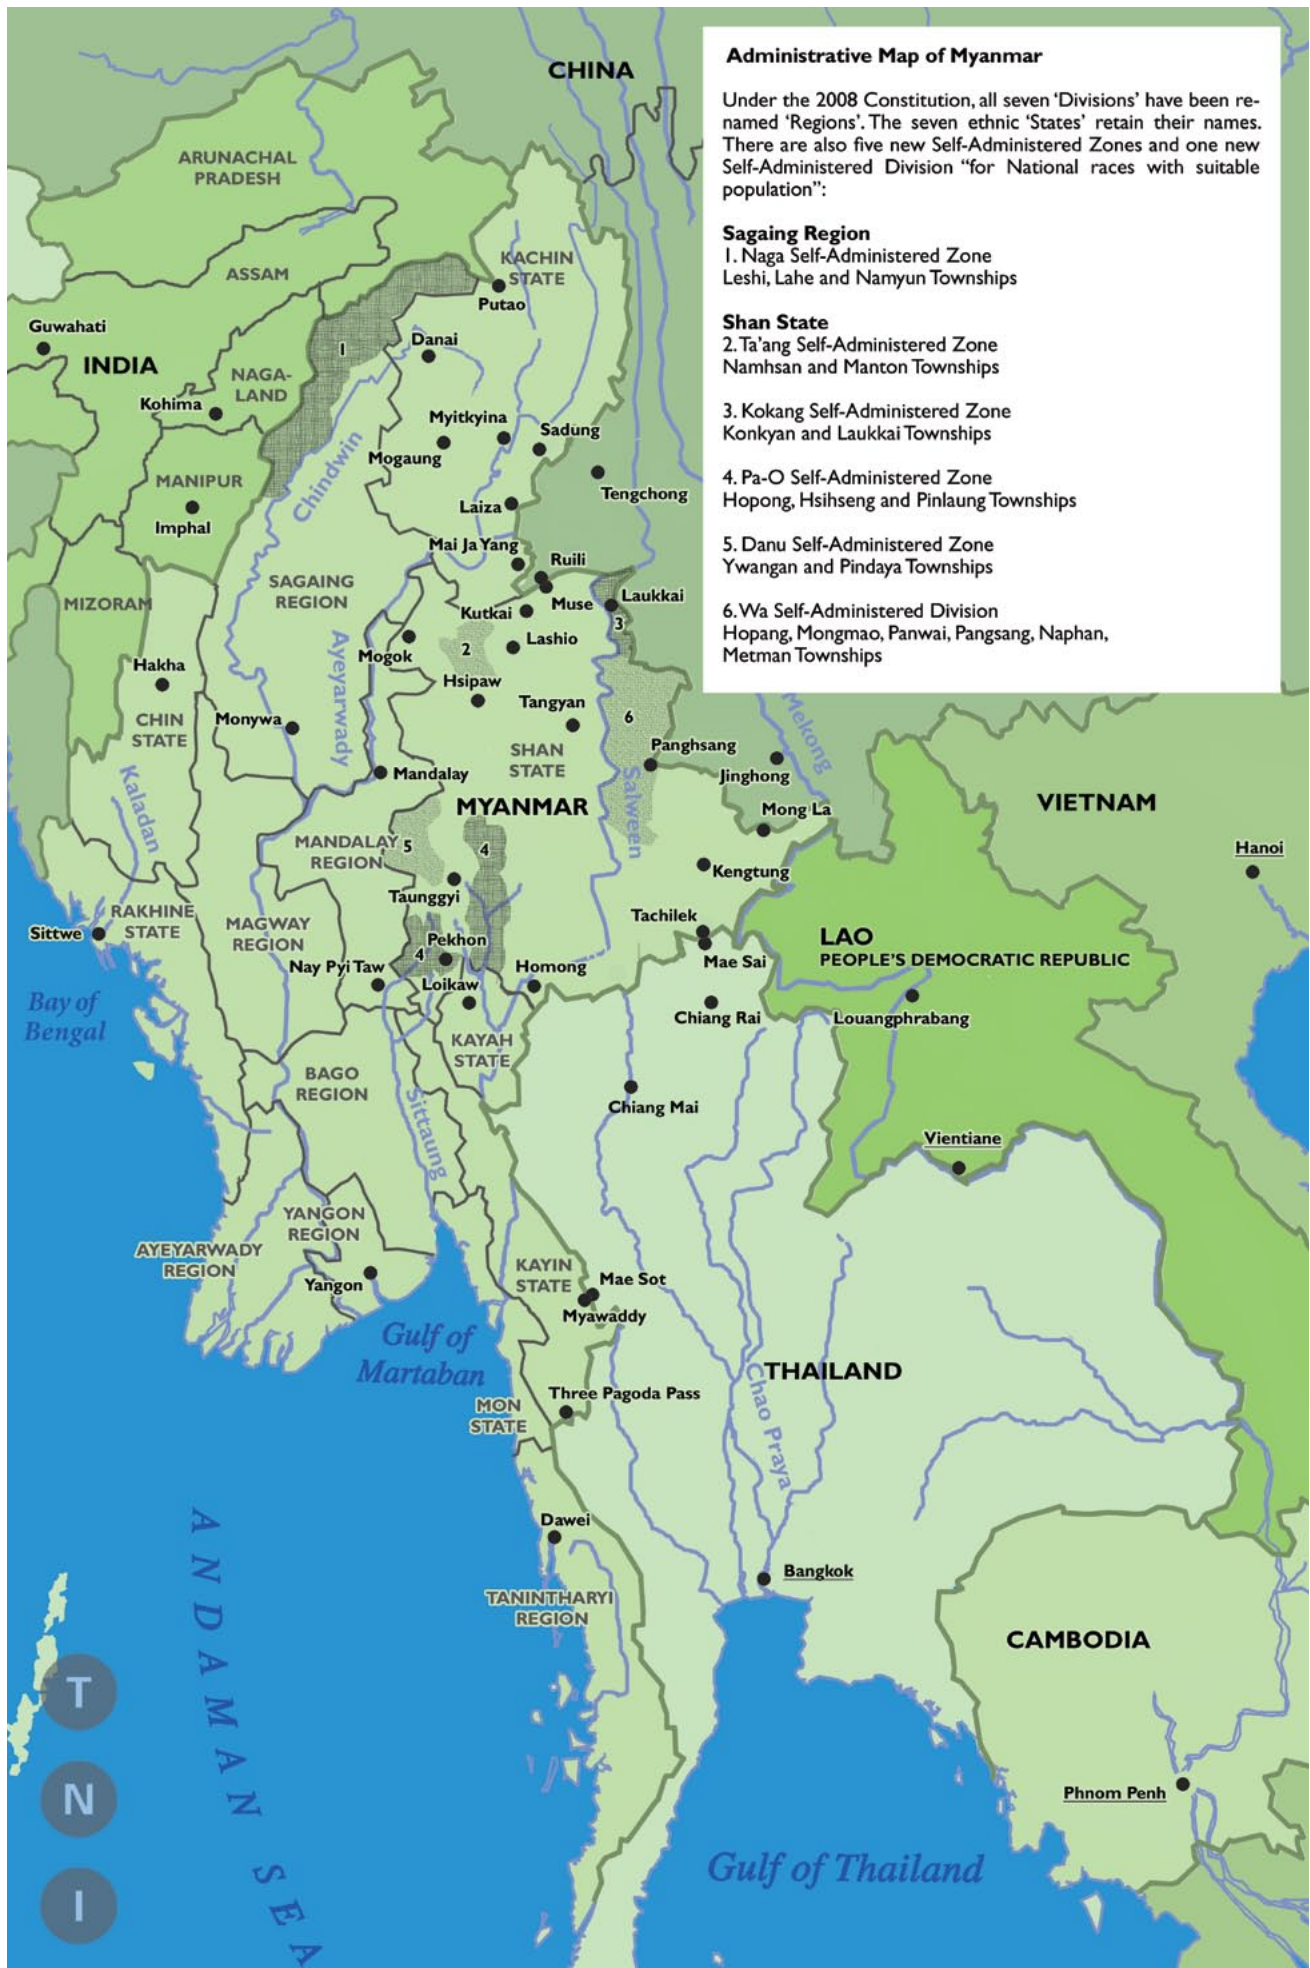 Administrative Map of Myanmar
Under the 2008 Constitution, all seven ‘Divisions’ have been re-
named ‘Regions’. The seven ethnic ‘States’ retain their names.
There are also five new Self-Administered Zones and one new
Self-Administered Division “for National races with suitable
population”:
Sagaing Region
1. Naga Self-Administered Zone
Leshi, Lahe and Namyun Townships
Shan State
2. Ta’ang Self-Administered Zone
Namhsan and Manton Townships
3. Kokang Self-Administered Zone
Konkyan and Laukkai Townships
4. Pa-O Self-Administered Zone
Hopong, Hsihseng and Pinlaung Townships
5. Danu Self-Administered Zone
Ywangan and Pindaya Townships
6. Wa Self-Administered Division
Hopang, Mongmao, Panwai, Pangsang, Naphan,
Metman Townships
CHINA
ARUNACHAL
PRADESH
KACHIN
STATE
ASSAM
Putao
Guwahati
Danai
1
INDIA
NAGA-
LAND
Kohima
Myitkyina
Sadung
Mogaung
Chindwin
MANIPUR
Tengchong
Laiza
Imphal
Mai Ja Yang
Ruili
SAGAING
REGION
Laukkai
MIZORAM
Muse
Kutkai
3
Ayeyarwady
Lashio
2
Mogok
Hakha
Hsipaw
Tangyan
6
Mekong
Monywa
CHIN
STATE
SHAN
STATE
Panghsang
Jinghong
Mandalay
Kaladan
Salween
MYANMAR
Mong La
VIETNAM
MANDALAY
REGION
5
4
Hanoi
Kengtung
Taunggyi
RAKHINE
STATE
MAGWAY
REGION
Tachilek
Sittwe
Pekhon
4
LAO
PEOPLE’S DEMOCRATIC REPUBLIC
Mae Sai
Nay Pyi Taw
Homong
Loikaw
Bay of
Bengal
Chiang Rai
Louangphrabang
KAYAH
STATE
BAGO
REGION
Chiang Mai
Sittaung
Vientiane
YANGON
REGION
AYEYARWADY
REGION
KAYIN
STATE
Mae Sot
Yangon
Myawaddy
Gulf of
Martaban
THAILAND
Chao Praya
Three Pagoda Pass
MON
STATE
Dawei
Bangkok
TANINTHARYI
REGION
ANDAMAN SEA
CAMBODIA
Phnom Penh
Gulf of Thailand
T
N
I